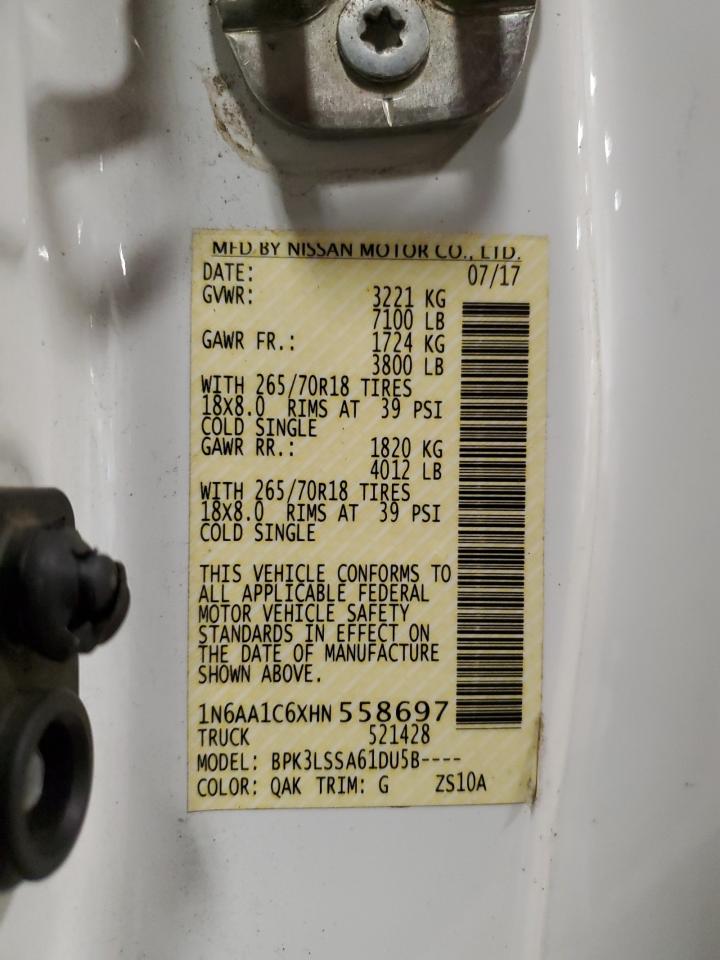 MFD BY NISSAN MOTOR CO., LTD.
DATE: 07/17
GVWR: 3221 KG
7100 LB
GAWR FR.: 1724 KG
3800 LB
WITH 265/70R18 TIRES
18X8.0 RIMS AT 39 PSI
COLD SINGLE
GAWR RR.: 1820 KG
4012 LB
WITH 265/70R18 TIRES
18X8.0 RIMS AT 39 PSI
COLD SINGLE
THIS VEHICLE CONFORMS TO
ALL APPLICABLE FEDERAL
MOTOR VEHICLE SAFETY
STANDARDS IN EFFECT ON
THE DATE OF MANUFACTURE
SHOWN ABOVE.
1N6AA1C6XHN 558697
TRUCK 521428
MODEL: BPK3LSSA61DU5B----
COLOR: QAK TRIM: G ZS10A